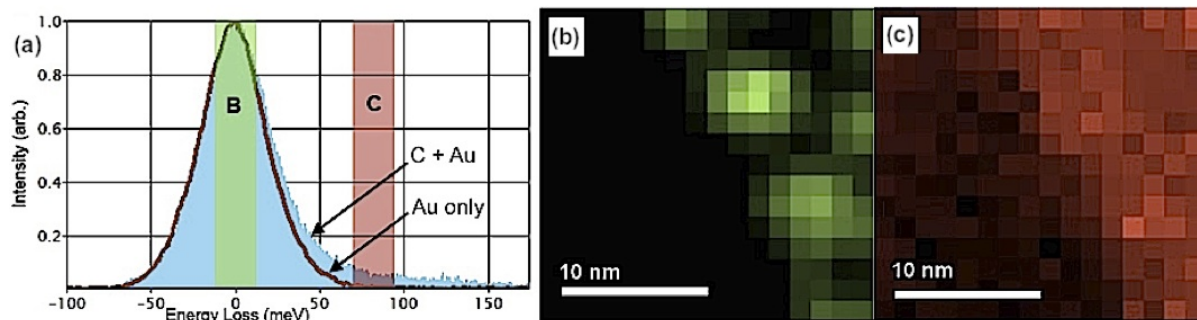 (a)
Intensity (arb.)
1.0
0.8
0.6
0.4
0.2
B
C
C + Au
Au only
-100
-50
0
50
100
150
Energy Loss (meV)
(b)
10 nm
(c)
10 nm